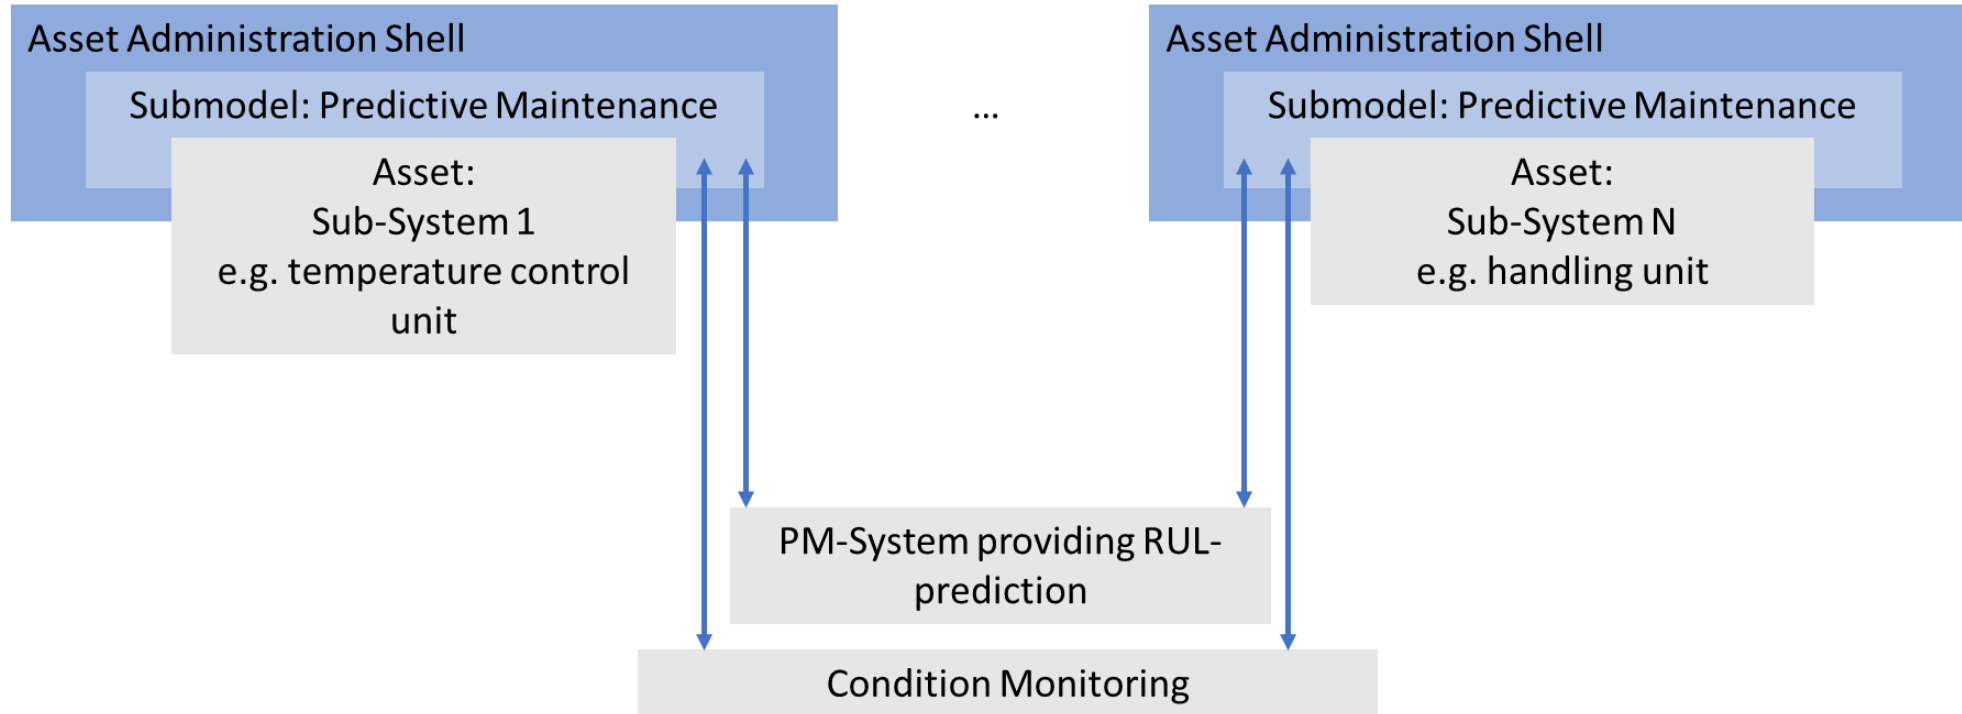 Asset Administration Shell
Submodel: Predictive Maintenance
Asset:
Sub-System 1
e.g. temperature control
unit
...
Asset Administration Shell
Submodel: Predictive Maintenance
Asset:
Sub-System N
e.g. handling unit
PM-System providing RUL-
prediction
Condition Monitoring